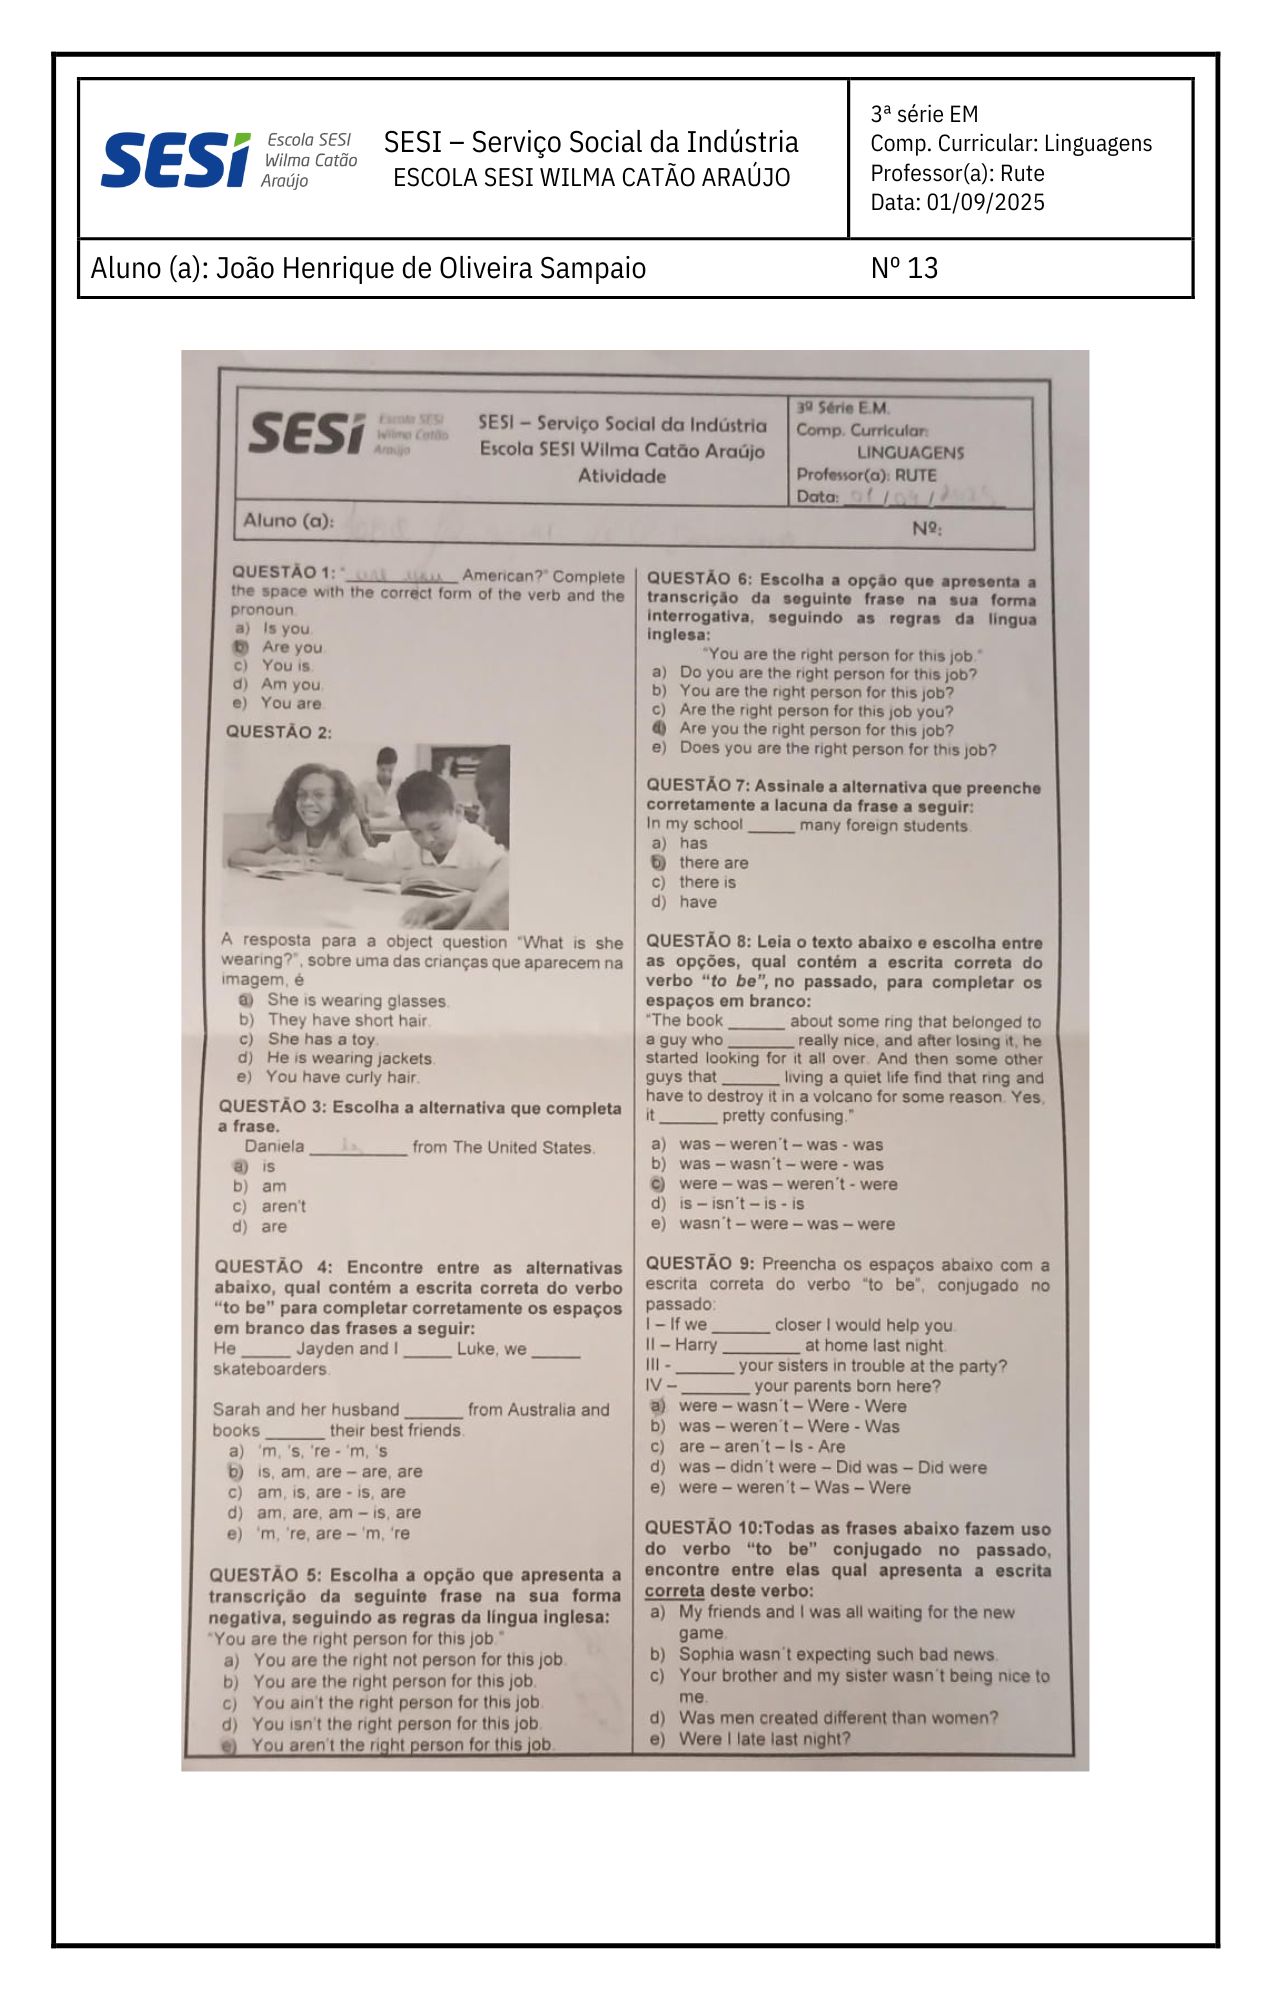 SESI
Escola SESI
Wilma Catão
Araújo
SESI – Serviço Social da Indústria
ESCOLA SESI WILMA CATÃO ARAÚJO
3ª série EM
Comp. Curricular: Linguagens
Professor(a): Rute
Data: 01/09/2025
Aluno (a): João Henrique de Oliveira Sampaio
Nº 13
SESI
Escola SESI
Wilma Catão
Araújo
SESI – Serviço Social da Indústria
Escola SESI Wilma Catão Araújo
Atividade
3º Série E.M.
Comp. Curricular:
LINGUAGENS
Professor(a): RUTE
Data: 01 / 09 / 2025
Aluno (a):
Nº:
QUESTÃO 1: "are you American?" Complete
the space with the correct form of the verb and the
pronoun.
a) Is you.
b) Are you.
c) You is.
d) Am you.
e) You are.
QUESTÃO 2:
A resposta para a object question "What is she
wearing?", sobre uma das crianças que aparecem na
imagem, é
a) She is wearing glasses.
b) They have short hair.
c) She has a toy.
d) He is wearing jackets.
e) You have curly hair.
QUESTÃO 3: Escolha a alternativa que completa
a frase.
Daniela is from The United States.
a) is
b) am
c) aren't
d) are
QUESTÃO 4: Encontre entre as alternativas
abaixo, qual contém a escrita correta do verbo
"to be" para completar corretamente os espaços
em branco das frases a seguir:
He _____ Jayden and I _____ Luke, we _____
skateboarders.
Sarah and her husband ______ from Australia and
books ______ their best friends.
a) 'm, 's, 're - 'm, 's
b) is, am, are – are, are
c) am, is, are - is, are
d) am, are, am – is, are
e) 'm, 're, are – 'm, 're
QUESTÃO 5: Escolha a opção que apresenta a
transcrição da seguinte frase na sua forma
negativa, seguindo as regras da língua inglesa:
"You are the right person for this job."
a) You are the right not person for this job.
b) You are the right person for this job.
c) You ain't the right person for this job.
d) You isn't the right person for this job.
e) You aren't the right person for this job.
QUESTÃO 6: Escolha a opção que apresenta a
transcrição da seguinte frase na sua forma
interrogativa, seguindo as regras da língua
inglesa:
"You are the right person for this job."
a) Do you are the right person for this job?
b) You are the right person for this job?
c) Are the right person for this job you?
d) Are you the right person for this job?
e) Does you are the right person for this job?
QUESTÃO 7: Assinale a alternativa que preenche
corretamente a lacuna da frase a seguir:
In my school _____ many foreign students.
a) has
b) there are
c) there is
d) have
QUESTÃO 8: Leia o texto abaixo e escolha entre
as opções, qual contém a escrita correta do
verbo "to be", no passado, para completar os
espaços em branco:
"The book ______ about some ring that belonged to
a guy who _______ really nice, and after losing it, he
started looking for it all over. And then some other
guys that ______ living a quiet life find that ring and
have to destroy it in a volcano for some reason. Yes,
it ______ pretty confusing."
a) was – weren´t – was - was
b) was – wasn´t – were - was
c) were – was – weren´t - were
d) is – isn´t – is - is
e) wasn´t – were – was – were
QUESTÃO 9: Preencha os espaços abaixo com a
escrita correta do verbo "to be", conjugado no
passado:
I – If we ______ closer I would help you.
II – Harry ________ at home last night.
III - ______ your sisters in trouble at the party?
IV – _______ your parents born here?
a) were – wasn´t – Were - Were
b) was – weren´t – Were - Was
c) are – aren´t – Is - Are
d) was – didn´t were – Did was – Did were
e) were – weren´t – Was – Were
QUESTÃO 10:Todas as frases abaixo fazem uso
do verbo "to be" conjugado no passado,
encontre entre elas qual apresenta a escrita
correta deste verbo:
a) My friends and I was all waiting for the new
game.
b) Sophia wasn´t expecting such bad news.
c) Your brother and my sister wasn´t being nice to
me.
d) Was men created different than women?
e) Were I late last night?